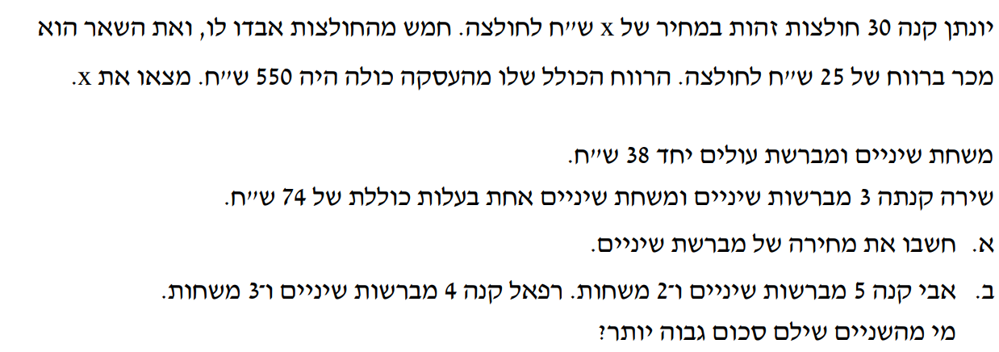 יונתן קנה 30 חולצות זהות במחיר של x ש״ח לחולצה. חמש מהחולצות אבדו לו, ואת השאר הוא
מכר ברווח של 25 ש״ח לחולצה. הרווח הכולל שלו מהעסקה כולה היה 550 ש״ח. מצאו את x.
משחת שיניים ומברשת עולים יחד 38 ש״ח.
שירה קנתה 3 מברשות שיניים ומשחת שיניים אחת בעלות כוללת של 74 ש״ח.
א. חשבו את מחירה של מברשת שיניים.
ב. אבי קנה 5 מברשות שיניים ו־2 משחות. רפאל קנה 4 מברשות שיניים ו־3 משחות.
מי מהשניים שילם סכום גבוה יותר?